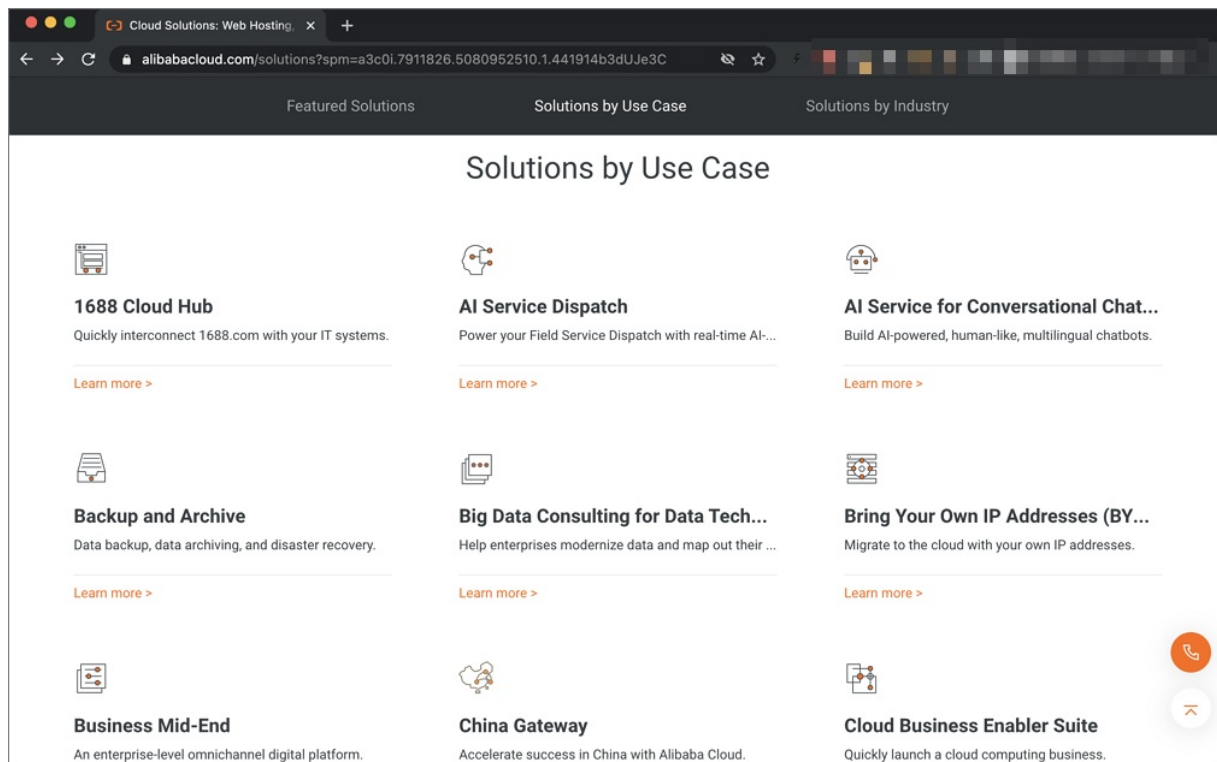 Cloud Solutions: Web Hosting,
alibabacloud.com/solutions?spm=a3c0i.7911826.5080952510.1.441914b3dUJe3C
Featured Solutions Solutions by Use Case Solutions by Industry
Solutions by Use Case
1688 Cloud Hub AI Service Dispatch AI Service for Conversational Chat...
Quickly interconnect 1688.com with your IT systems. Power your Field Service Dispatch with real-time AI-... Build AI-powered, human-like, multilingual chatbots.
Learn more > Learn more > Learn more >
Backup and Archive Big Data Consulting for Data Tech... Bring Your Own IP Addresses (BY...
Data backup, data archiving, and disaster recovery. Help enterprises modernize data and map out their ... Migrate to the cloud with your own IP addresses.
Learn more > Learn more > Learn more >
Business Mid-End China Gateway Cloud Business Enabler Suite
An enterprise-level omnichannel digital platform. Accelerate success in China with Alibaba Cloud. Quickly launch a cloud computing business.